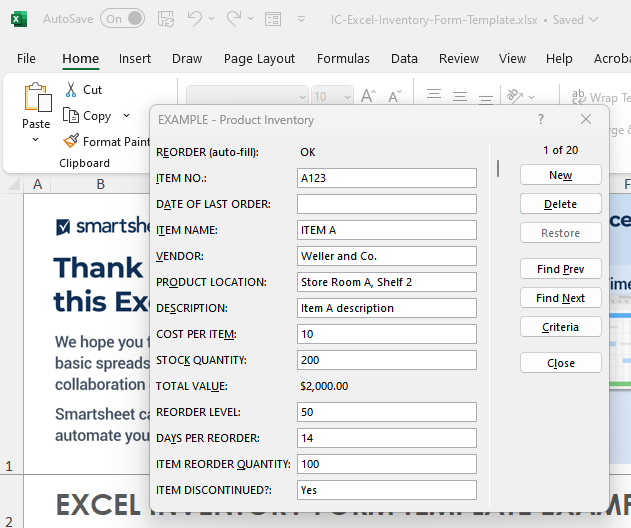 AutoSave On IC-Excel-Inventory-Form-Template.xlsx • Saved
File Home Insert Draw Page Layout Formulas Data Review View Help Acroba
Paste
Cut
Copy
Format Paint
Clipboard
10
A A
ab Wrap Te
EXAMPLE - Product Inventory ?
REORDER (auto-fill): OK
ITEM NO.: A123
DATE OF LAST ORDER:
ITEM NAME: ITEM A
VENDOR: Weller and Co.
PRODUCT LOCATION: Store Room A, Shelf 2
DESCRIPTION: Item A description
COST PER ITEM: 10
STOCK QUANTITY: 200
TOTAL VALUE: $2,000.00
REORDER LEVEL: 50
DAYS PER REORDER: 14
ITEM REORDER QUANTITY: 100
ITEM DISCONTINUED?: Yes
1 of 20
New
Delete
Restore
Find Prev
Find Next
Criteria
Close
A B F
smartshe
Thank
this Ex
We hope you f
basic spreads
collaboration
Smartsheet ca
automate you
1
2
EXCEL INVENTORY FORM TEMPLATE EXAMF